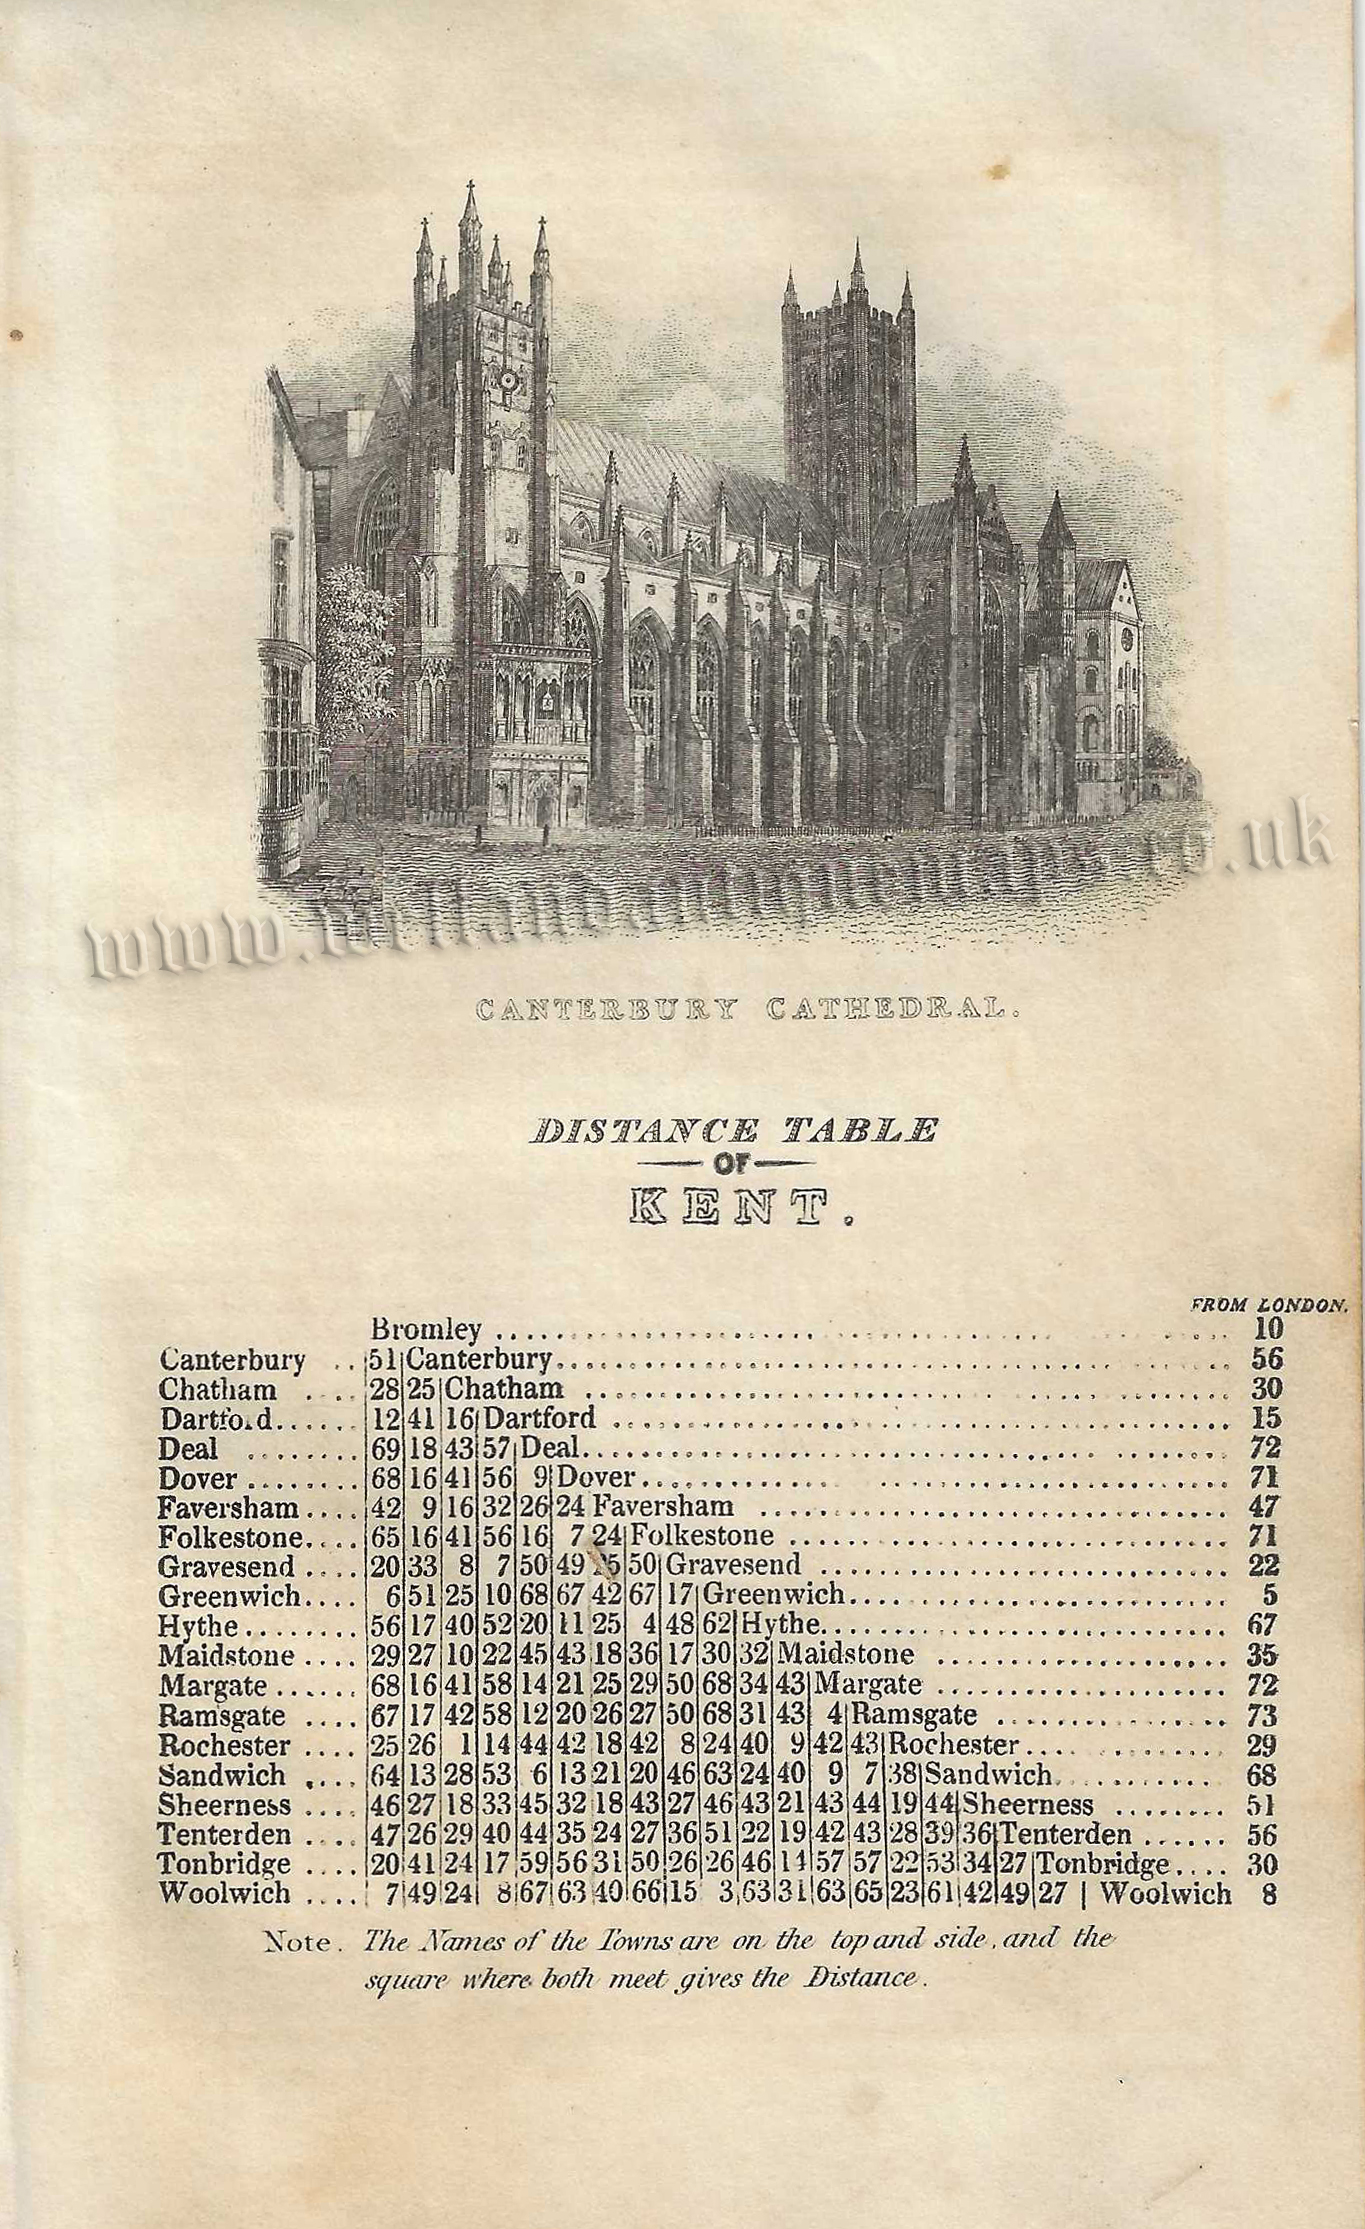 www.welland-antiquemaps.co.uk
CANTERBURY CATHEDRAL.
DISTANCE TABLE
OF
KENT.
FROM LONDON.
Bromley ........ 10
Canterbury .. 51 Canterbury ........ 56
Chatham .... 28 25 Chatham ........ 30
Dartford ...... 12 41 16 Dartford ........ 15
Deal ........ 69 18 43 57 Deal ........ 72
Dover ........ 68 16 41 56 9 Dover ........ 71
Faversham .... 42 9 16 32 26 24 Faversham ........ 47
Folkestone .... 65 16 41 56 16 7 24 Folkestone ........ 71
Gravesend .... 20 33 8 7 50 49 25 50 Gravesend ........ 22
Greenwich .... 6 51 25 10 68 67 42 67 17 Greenwich ........ 5
Hythe ........ 56 17 40 52 20 11 25 4 48 62 Hythe ........ 67
Maidstone .... 29 27 10 22 45 43 18 36 17 30 32 Maidstone ........ 35
Margate ...... 68 16 41 58 14 21 25 29 50 68 34 43 Margate ........ 72
Ramsgate .... 67 17 42 58 12 20 26 27 50 68 31 43 4 Ramsgate ........ 73
Rochester .... 25 26 1 14 44 42 18 42 8 24 40 9 42 43 Rochester ........ 29
Sandwich .... 64 13 28 53 6 13 21 20 46 63 24 40 9 7 38 Sandwich ........ 68
Sheerness .... 46 27 18 33 45 32 18 43 27 46 43 21 43 44 19 44 Sheerness ........ 51
Tenterden .... 47 26 29 40 44 35 24 27 36 51 22 19 42 43 28 39 36 Tenterden ...... 56
Tonbridge .... 20 41 24 17 59 56 31 50 26 26 46 14 57 57 22 53 34 27 Tonbridge .... 30
Woolwich .... 7 49 24 8 67 63 40 66 15 3 63 31 63 65 23 61 42 49 27 | Woolwich 8
Note. The Names of the Towns are on the top and side, and the
square where both meet gives the Distance.